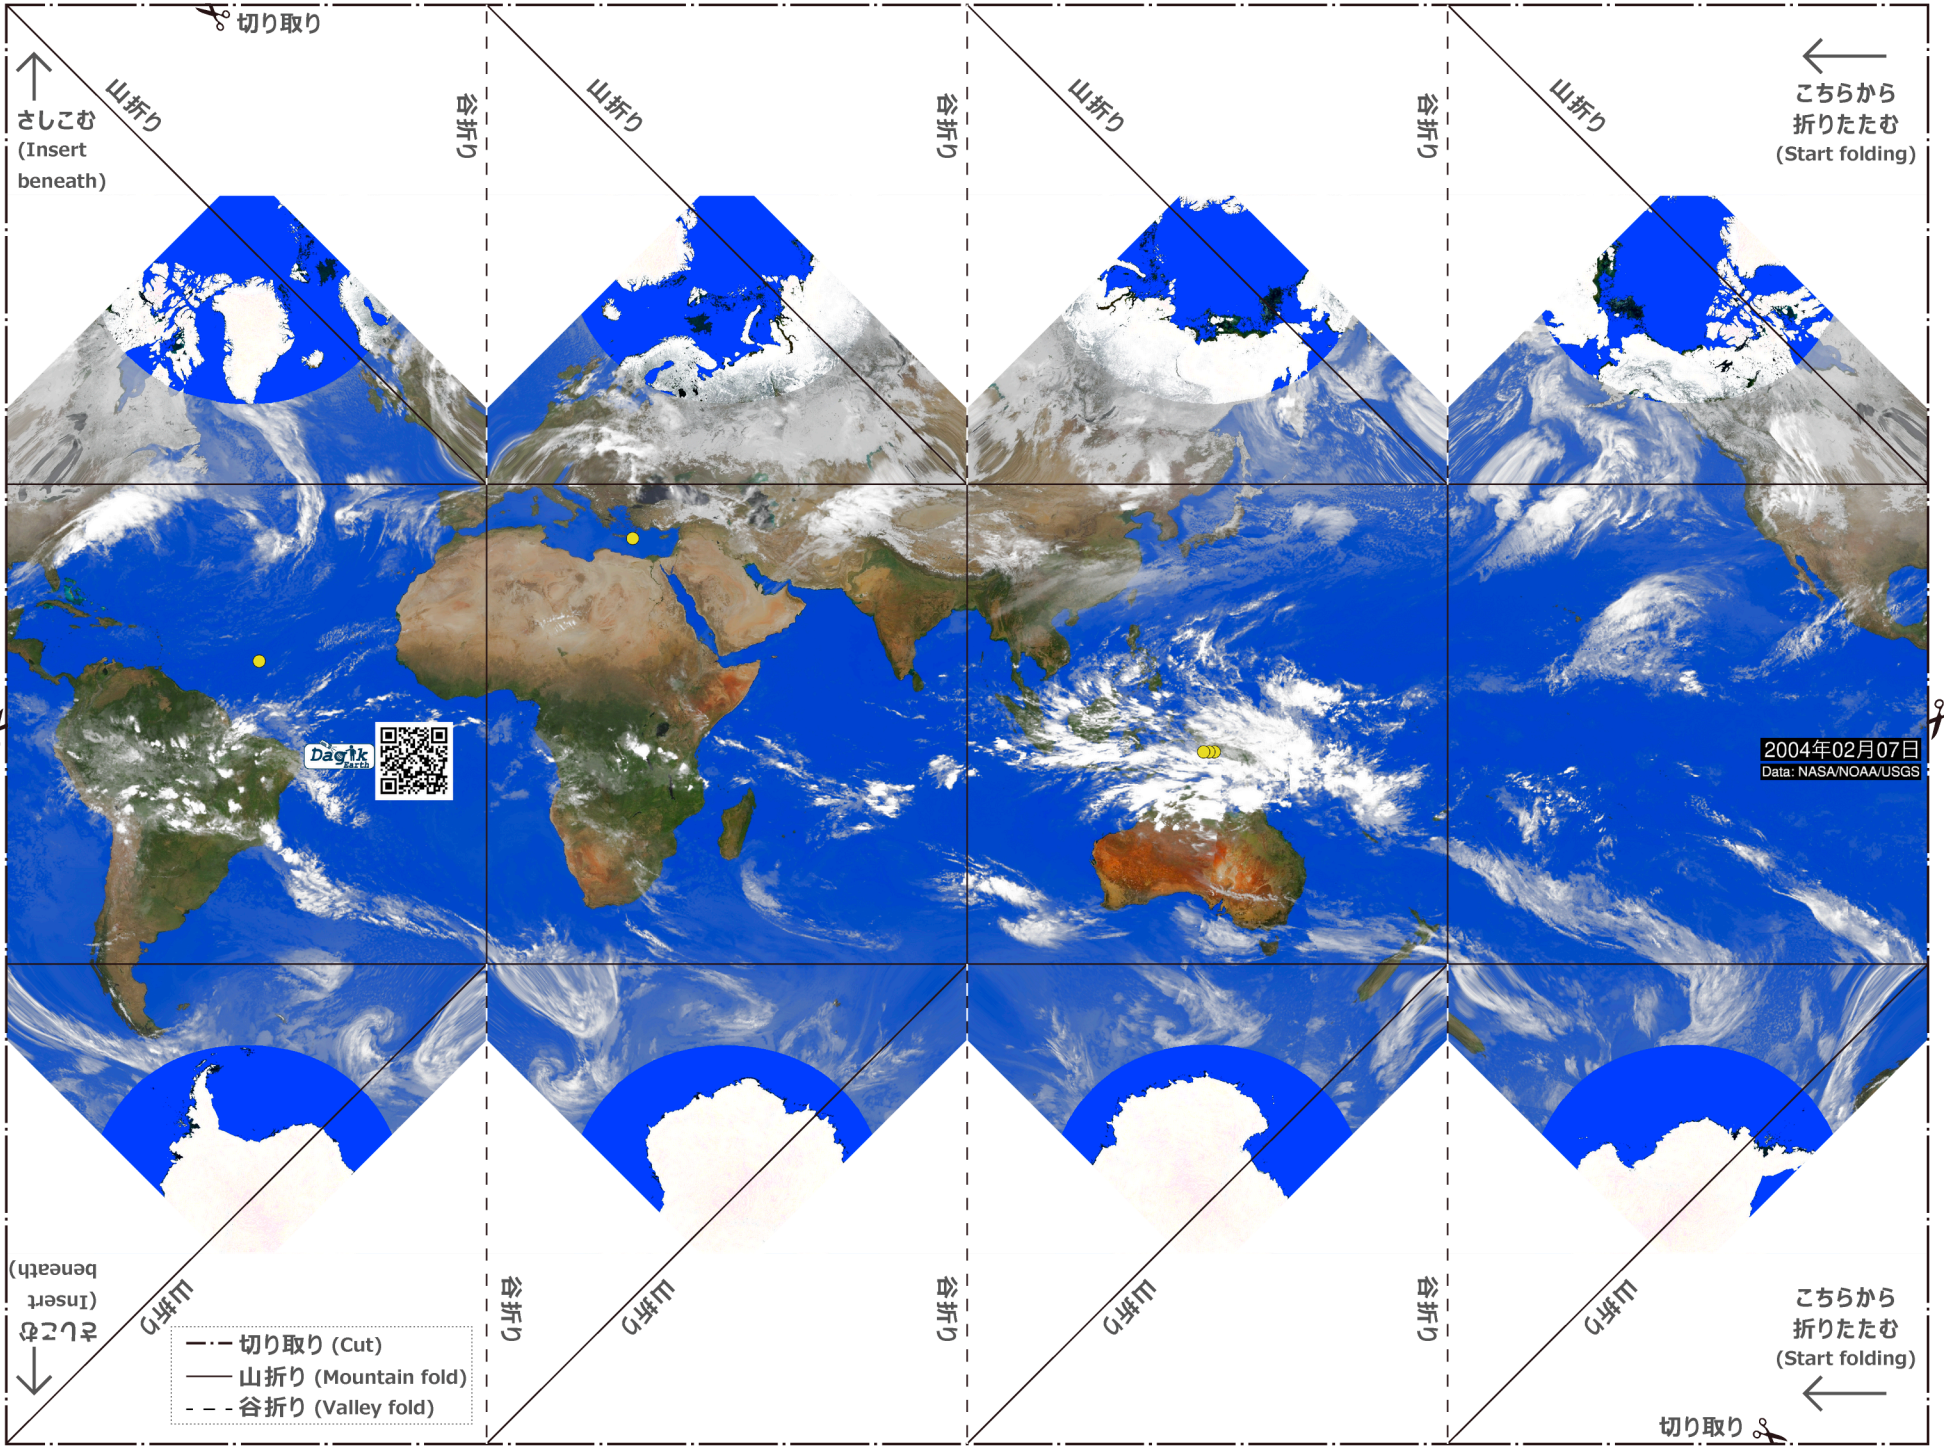 切り取り
山折り
谷折り
山折り
谷折り
山折り
谷折り
山折り
さしこむ
(Insert
beneath)
こちらから
折りたたむ
(Start folding)
Dagik
Earth
2004年02月07日
Data: NASA/NOAA/USGS
さしこむ
(Insert
beneath)
山折り
谷折り
山折り
谷折り
山折り
谷折り
山折り
切り取り (Cut)
山折り (Mountain fold)
谷折り (Valley fold)
こちらから
折りたたむ
(Start folding)
切り取り